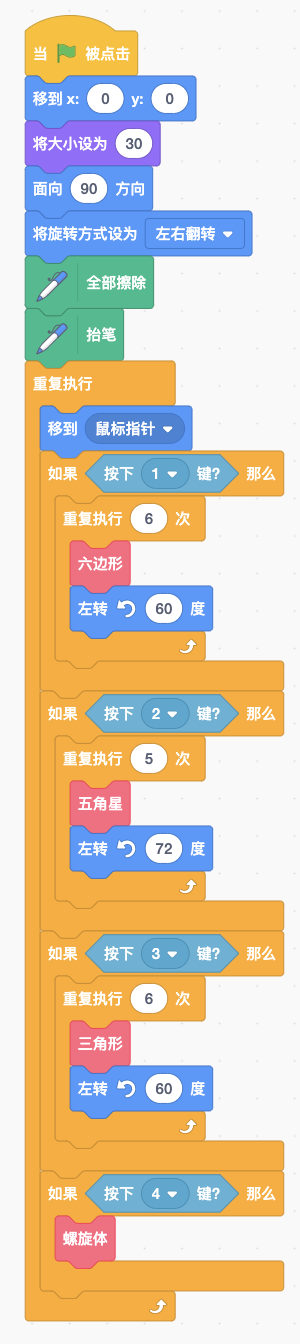 当 被点击
移到 x: 0 y: 0
将大小设为 30
面向 90 方向
将旋转方式设为 左右翻转
全部擦除
抬笔
重复执行
移到 鼠标指针
如果 按下 1 键? 那么
重复执行 6 次
六边形
左转 60 度
如果 按下 2 键? 那么
重复执行 5 次
五角星
左转 72 度
如果 按下 3 键? 那么
重复执行 6 次
三角形
左转 60 度
如果 按下 4 键? 那么
螺旋体